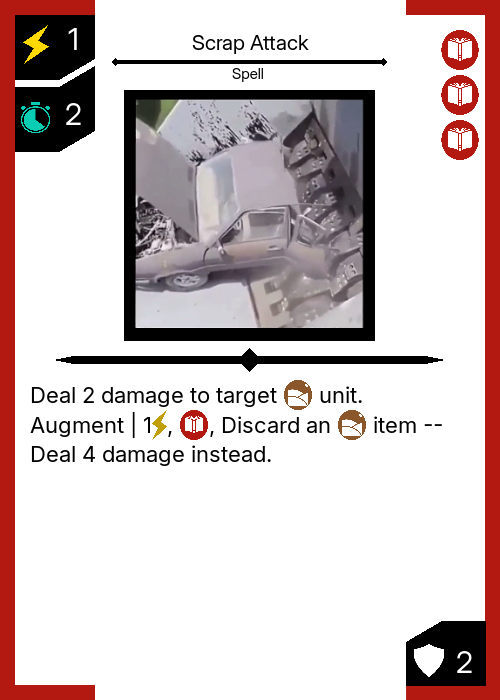 1
Scrap Attack
Spell
2
Deal 2 damage to target unit.
Augment | 1, , Discard an item --
Deal 4 damage instead.
2